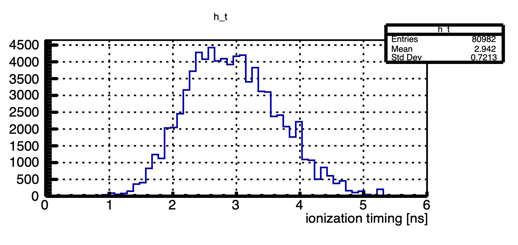 h_t
h_t
Entries 80982
Mean 2.942
Std Dev 0.7213
4500
4000
3500
3000
2500
2000
1500
1000
500
0
0 1 2 3 4 5 6
ionization timing [ns]